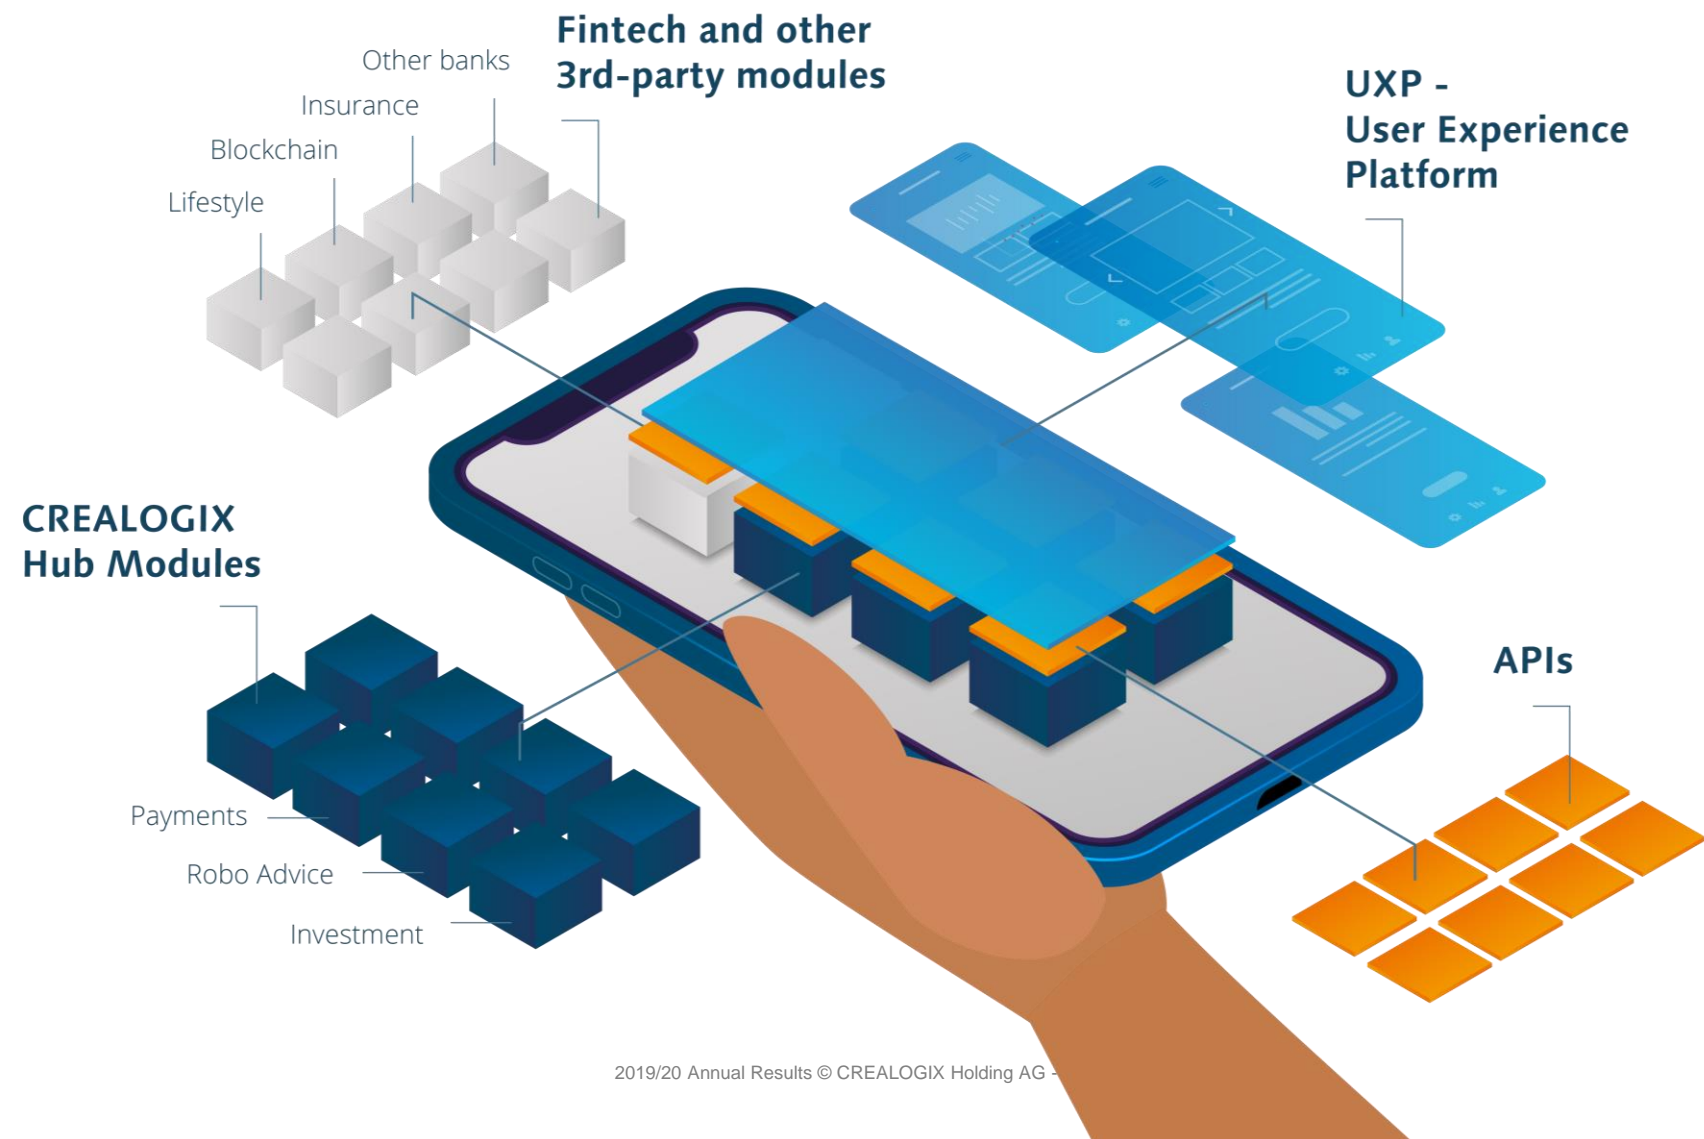 Fintech and other
3rd-party modules
Other banks
Insurance
Blockchain
Lifestyle
UXP -
User Experience
Platform
CREALOGIX
Hub Modules
Payments
Robo Advice
Investment
APIs
2019/20 Annual Results © CREALOGIX Holding AG -